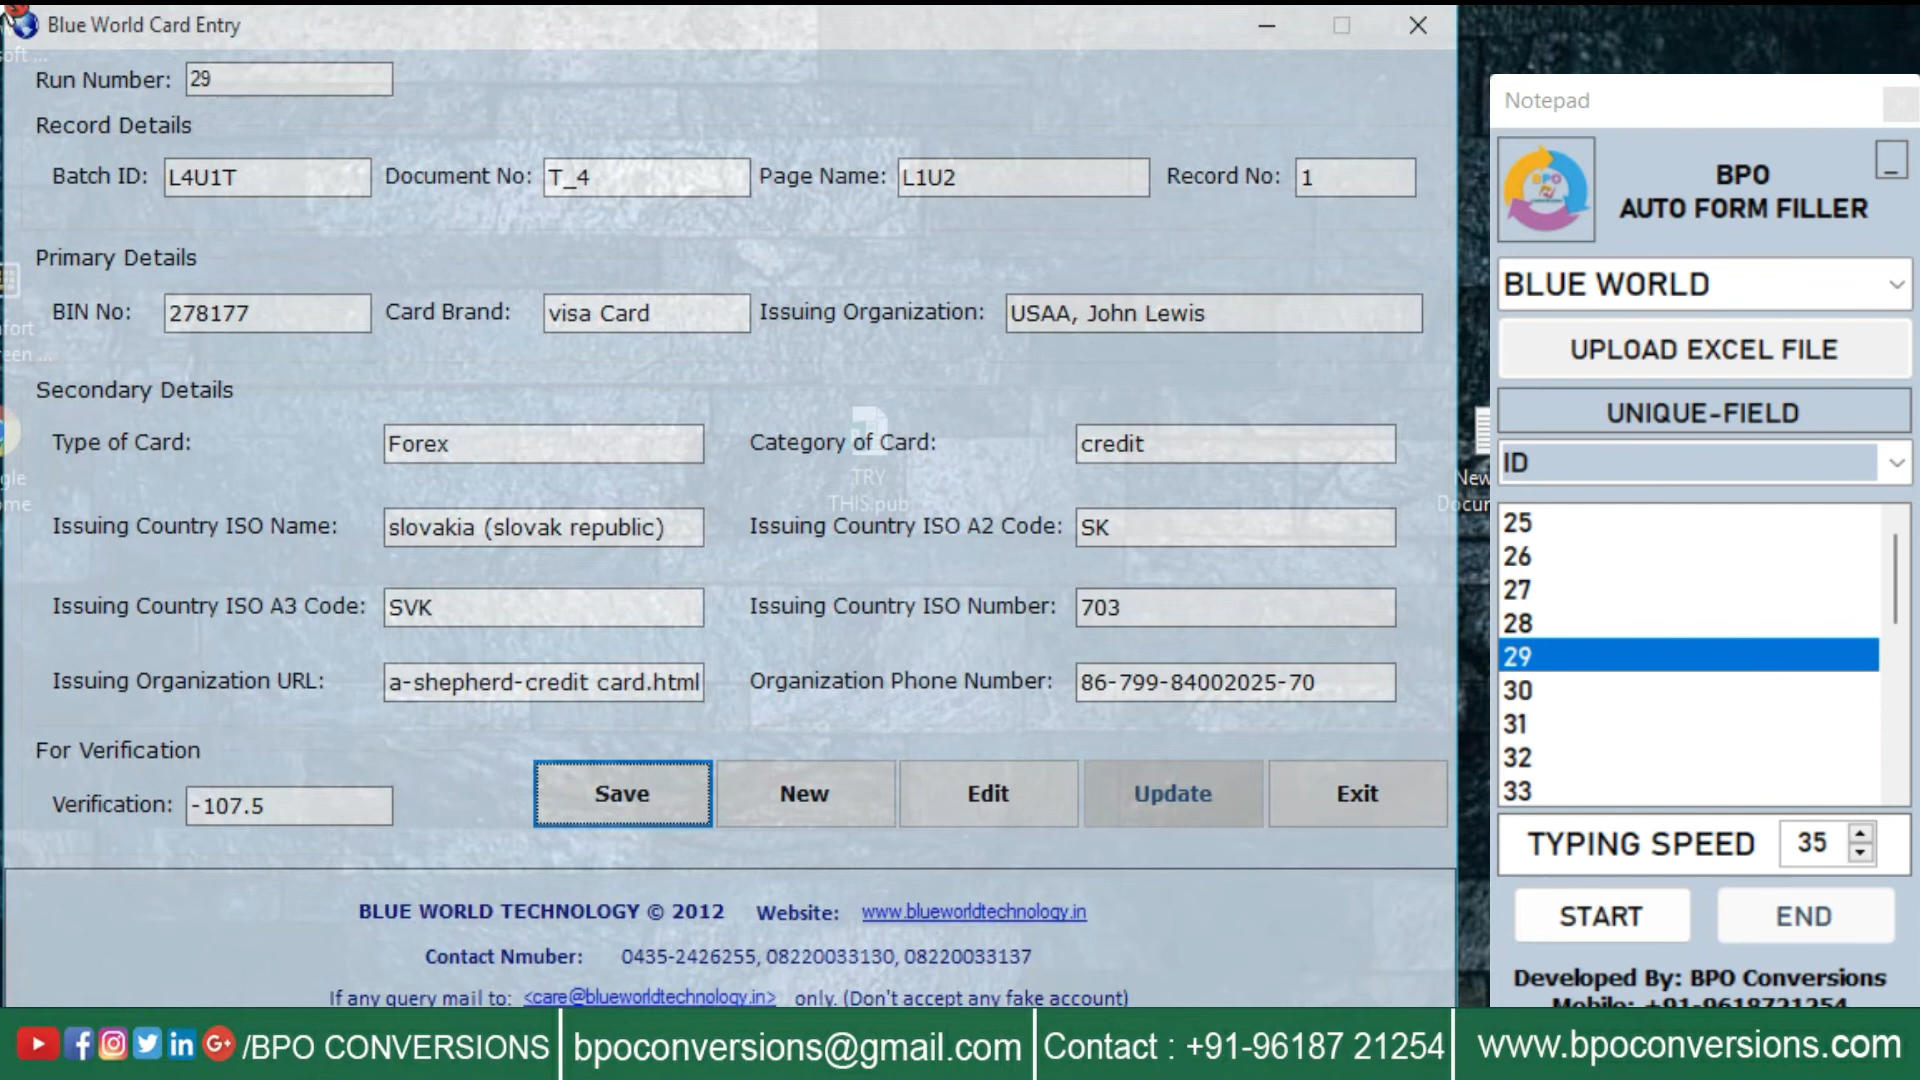 Blue World Card Entry
Run Number: 29
Record Details
Batch ID: L4U1T Document No: T_4 Page Name: L1U2 Record No: 1
Primary Details
BIN No: 278177 Card Brand: visa Card Issuing Organization: USAA, John Lewis
Secondary Details
Type of Card: Forex Category of Card: credit
Issuing Country ISO Name: slovakia (slovak republic) Issuing Country ISO A2 Code: SK
Issuing Country ISO A3 Code: SVK Issuing Country ISO Number: 703
Issuing Organization URL: a-shepherd-credit card.html Organization Phone Number: 86-799-84002025-70
For Verification
Verification: -107.5
Save New Edit Update Exit
BLUE WORLD TECHNOLOGY © 2012 Website: www.blueworldtechnology.in
Contact Nmuber: 0435-2426255, 08220033130, 08220033137
If any query mail to: <care@blueworldtechnology.in> only. (Don't accept any fake account)
TRY
THIS.pub
New
Docur
Notepad
BPO
AUTO FORM FILLER
BLUE WORLD
UPLOAD EXCEL FILE
UNIQUE-FIELD
ID
25
26
27
28
29
30
31
32
33
TYPING SPEED 35
START END
Developed By: BPO Conversions
Mobile: +91-9618721254
/BPO CONVERSIONS bpoconversions@gmail.com Contact : +91-96187 21254 www.bpoconversions.com